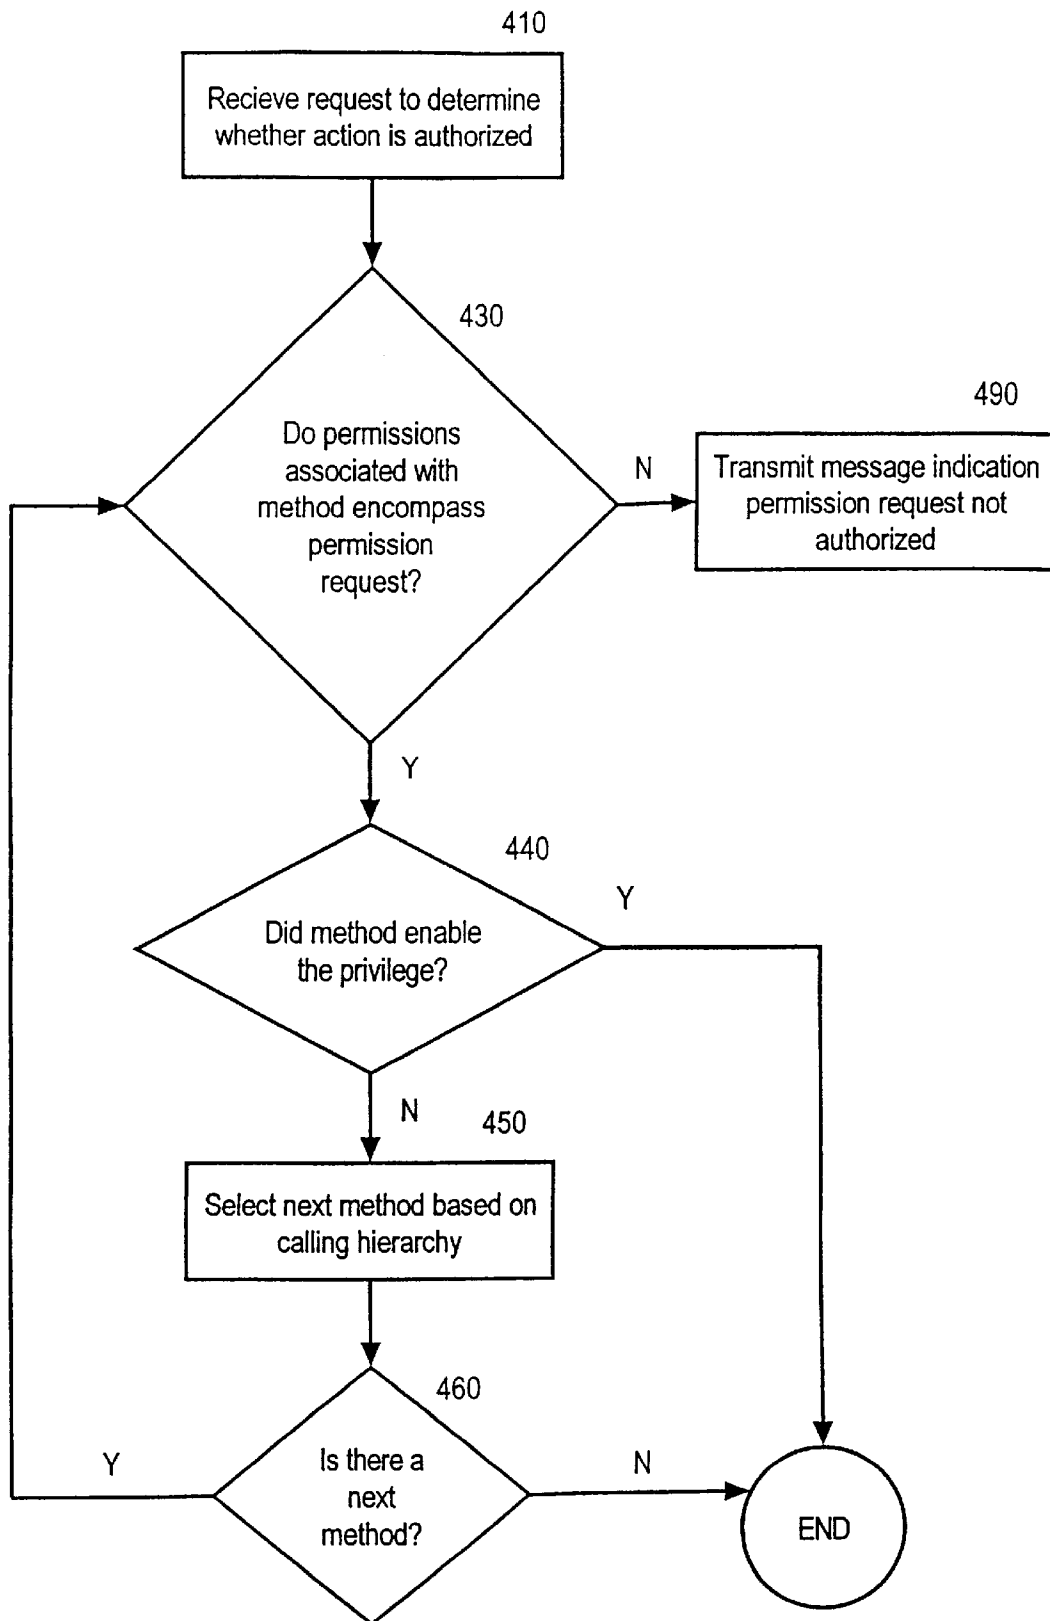 410
Recieve request to determine
whether action is authorized
430
Do permissions
associated with
method encompass
permission
request?
N
490
Transmit message indication
permission request not
authorized
Y
440
Did method enable
the privilege?
Y
N
450
Select next method based on
calling hierarchy
460
Is there a
next
method?
Y
N
END